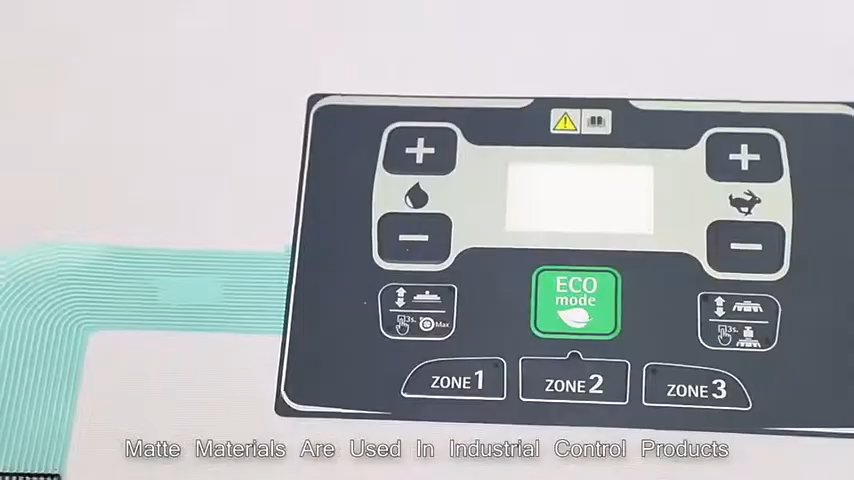 ECO
mode
3s.
Max
3s.
ZONE 1
ZONE 2
ZONE 3
Matte Materials Are Used In Industrial Control Products